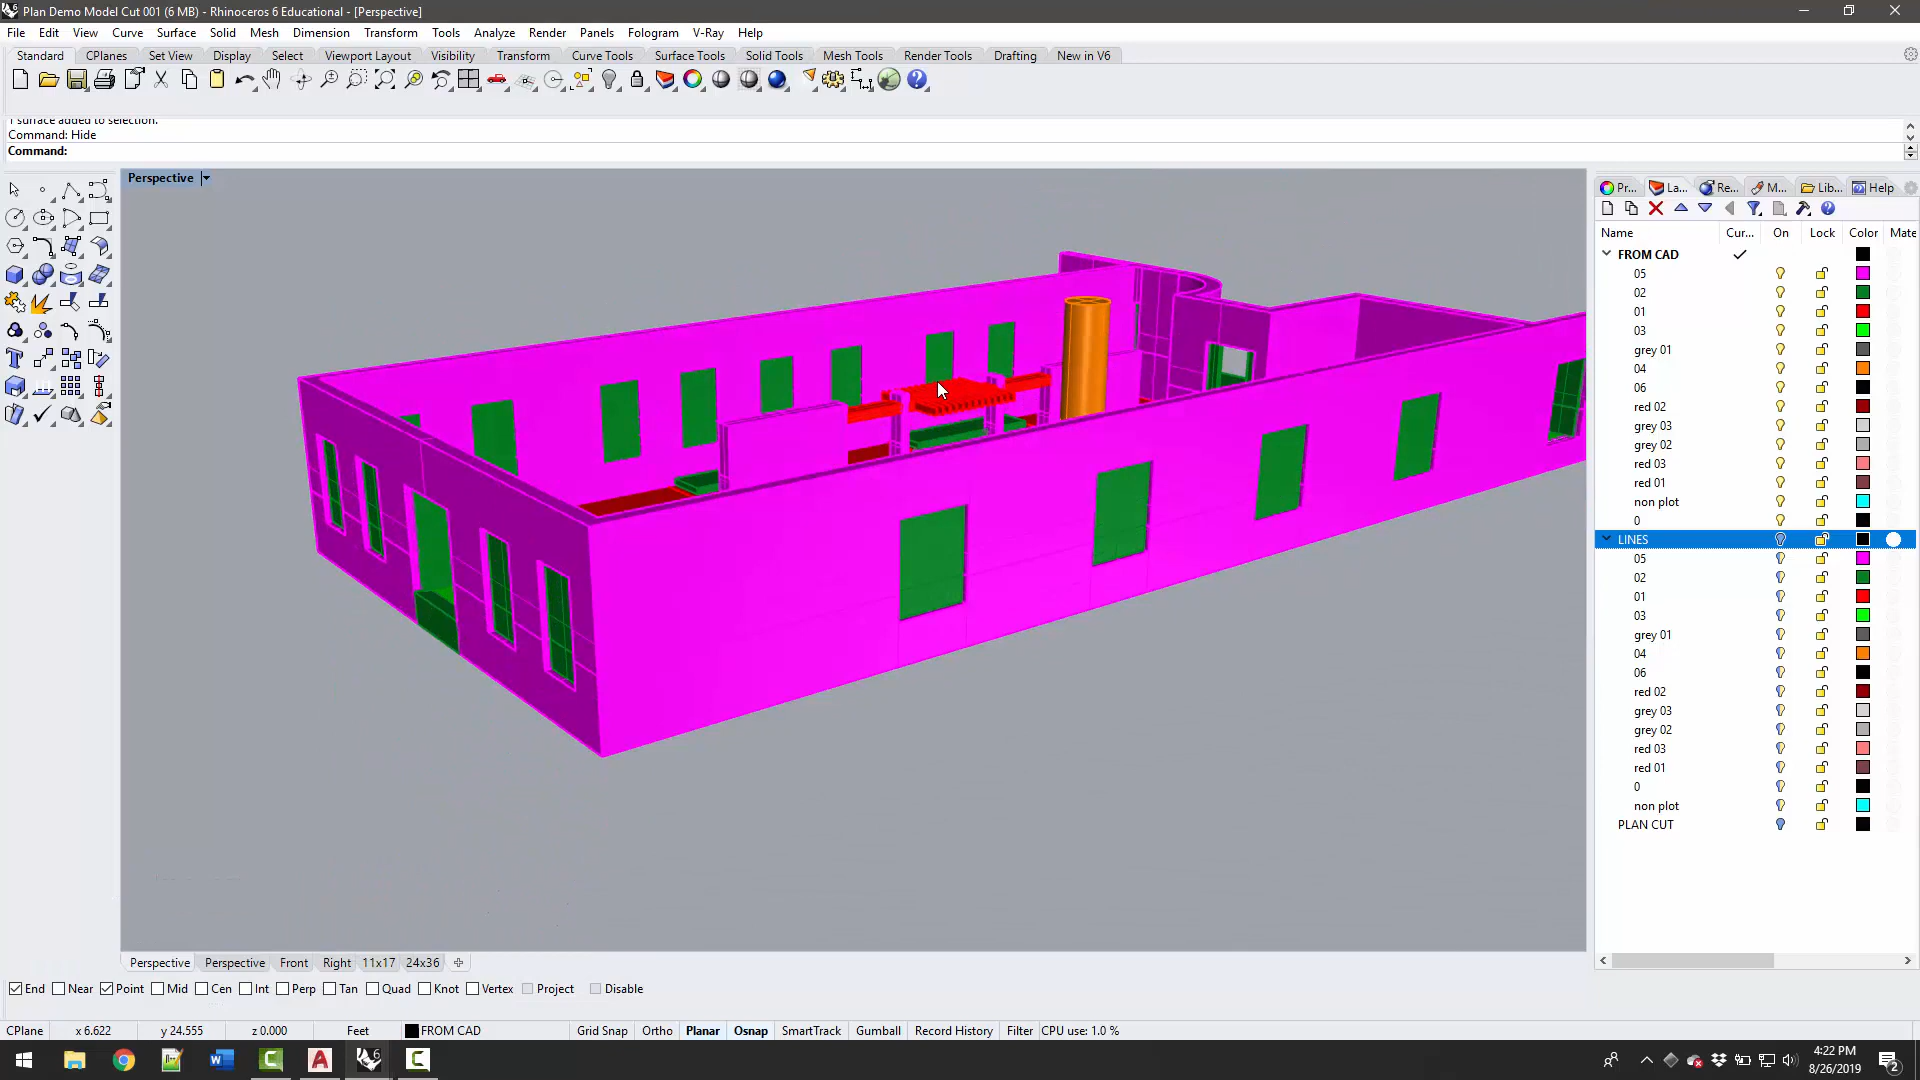 Plan Demo Model Cut 001 (6 MB) - Rhinoceros 6 Educational - [Perspective]
File Edit View Curve Surface Solid Mesh Dimension Transform Tools Analyze Render Panels Fologram V-Ray Help
Standard CPlanes Set View Display Select Viewport Layout Visibility Transform Curve Tools Surface Tools Solid Tools Mesh Tools Render Tools Drafting New in V6
1 surface added to selection.
Command: Hide
Command:
Perspective
Pr... La... Re... M... Lib... Help
Name Cur... On Lock Color Mate
FROM CAD
05
02
01
03
grey 01
04
06
red 02
grey 03
grey 02
red 03
red 01
non plot
0
LINES
05
02
01
03
grey 01
04
06
red 02
grey 03
grey 02
red 03
red 01
0
non plot
PLAN CUT
Perspective Perspective Front Right 11x17 24x36
End Near Point Mid Cen Int Perp Tan Quad Knot Vertex Project Disable
CPlane x 6.622 y 24.555 z 0.000 Feet FROM CAD Grid Snap Ortho Planar Osnap SmartTrack Gumball Record History Filter CPU use: 1.0 %
4:22 PM
8/26/2019